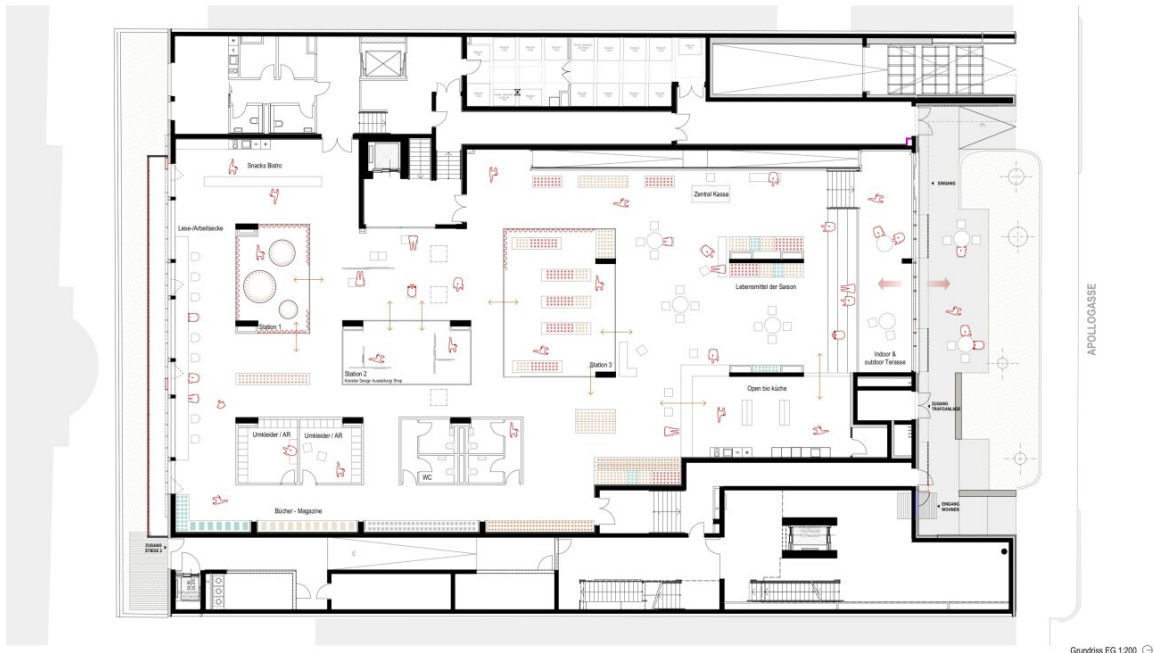 Snacks Bistro
Zentral Kassa
EINGANG
Lese-/Arbeitsecke
Lebensmittel der Saison
APOLLOGASSE
Station 1
Station 2
Künstler Design Austellung/ Shop
Station 3
Indoor &
outdoor Terasse
Open bio küche
ZUGANG
TRAFOANLAGE
Umkleider / AR
Umkleider / AR
WC
Bücher - Magazine
EINGANG
WOHNEN
ZUGANG
STIEGE 2
Grundriss EG 1:200